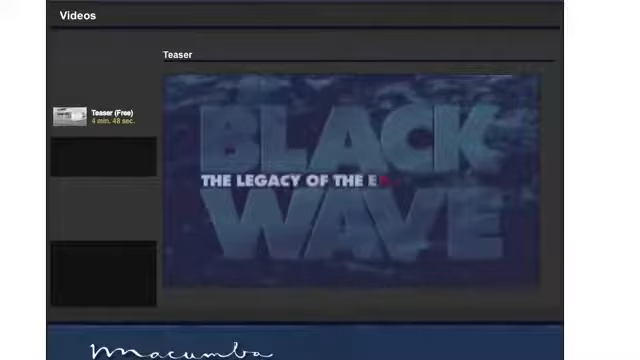 Videos
Teaser
Teaser (Free)
4 min. 48 sec.
BLACK
THE LEGACY OF THE E
WAVE
macumba